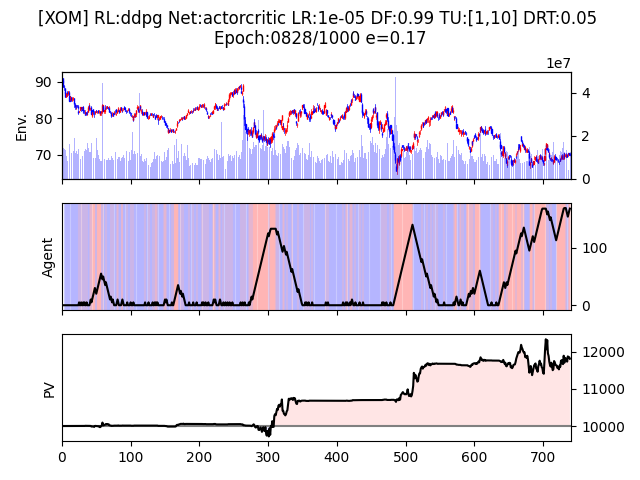 [XOM] RL:ddpg Net:actorcritic LR:1e-05 DF:0.99 TU:[1,10] DRT:0.05
Epoch:0828/1000 e=0.17
1e7
90
80
70
Env.
4
2
0
Agent
100
0
PV
12000
11000
10000
0 100 200 300 400 500 600 700